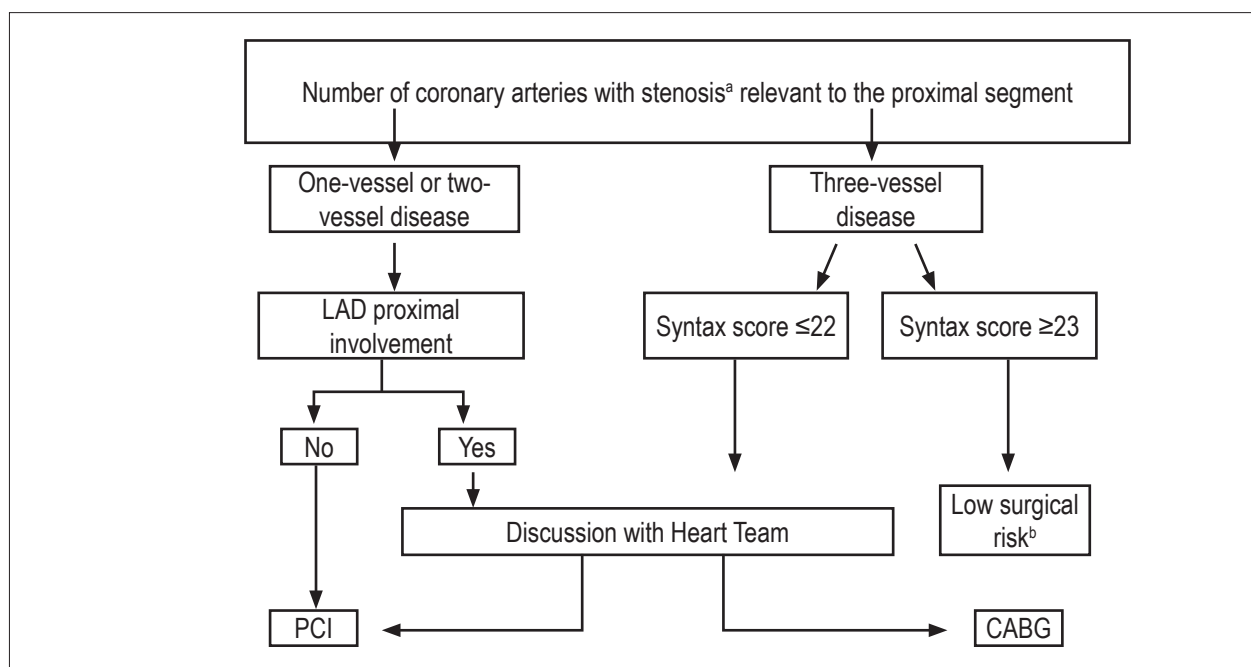 Number of coronary arteries with stenosisᵃ relevant to the proximal segment
One-vessel or two-
vessel disease
Three-vessel
disease
LAD proximal
involvement
Syntax score ≤22
Syntax score ≥23
No
Yes
Discussion with Heart Team
Low surgical
riskᵇ
PCI
CABG